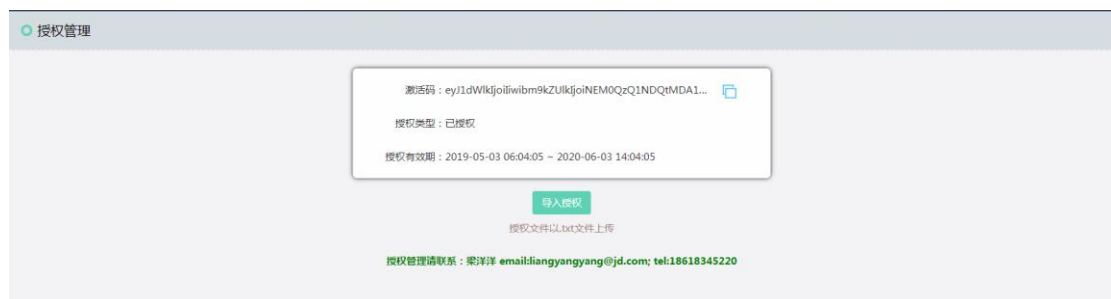 授权管理
激活码：eyJ1dWlkIjoiIiwibm9kZUlkIjoiNEM0QzQ1NDQtMDA1...
授权类型：已授权
授权有效期：2019-05-03 06:04:05 ~ 2020-06-03 14:04:05
导入授权
授权文件以.txt文件上传
授权管理请联系：梁洋洋 email:liangyangyang@jd.com; tel:18618345220